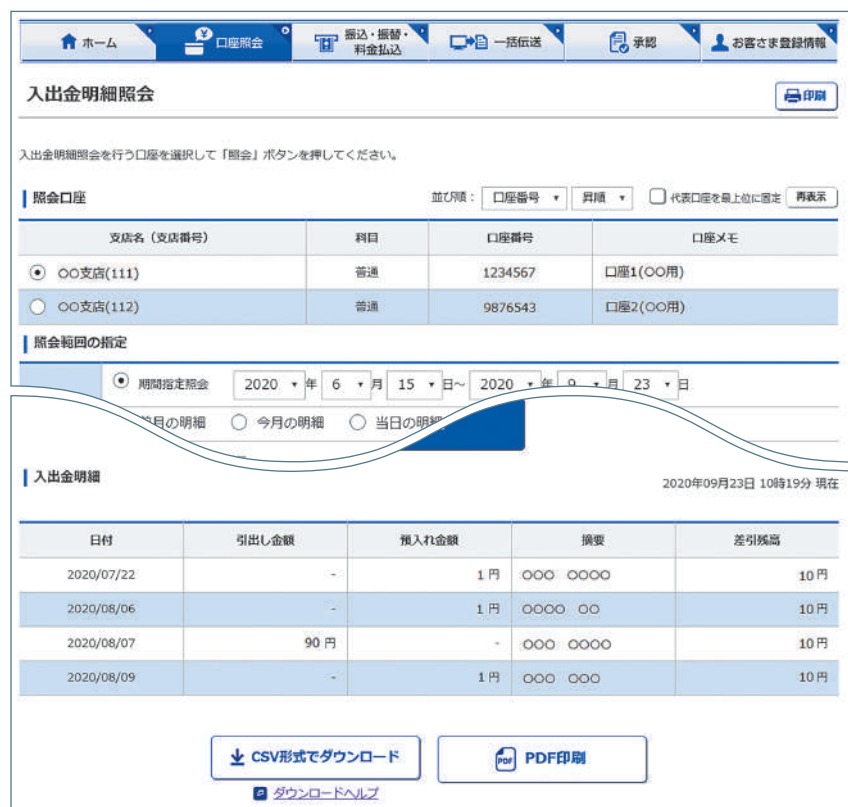 ホーム 口座照会 振込・振替・料金払込 一括伝送 承認 お客さま登録情報
入出金明細照会 印刷
入出金明細照会を行う口座を選択して「照会」ボタンを押してください。
照会口座 並び順： 口座番号 昇順 代表口座を最上位に固定 再表示
支店名（支店番号） 科目 口座番号 口座メモ
○○支店(111) 普通 1234567 口座1(○○用)
○○支店(112) 普通 9876543 口座2(○○用)
照会範囲の指定
期間指定照会 2020 年 6 月 15 日～ 2020 年 9 月 23 日
前月の明細 今月の明細 当日の明細
入出金明細 2020年09月23日 10時19分 現在
日付 引出し金額 預入れ金額 摘要 差引残高
2020/07/22 - 1 円 ○○○ ○○○○ 10 円
2020/08/06 - 1 円 ○○○○ ○○ 10 円
2020/08/07 90 円 - ○○○ ○○○○ 10 円
2020/08/09 - 1 円 ○○○ ○○○ 10 円
CSV形式でダウンロード PDF PDF印刷
ダウンロードヘルプ